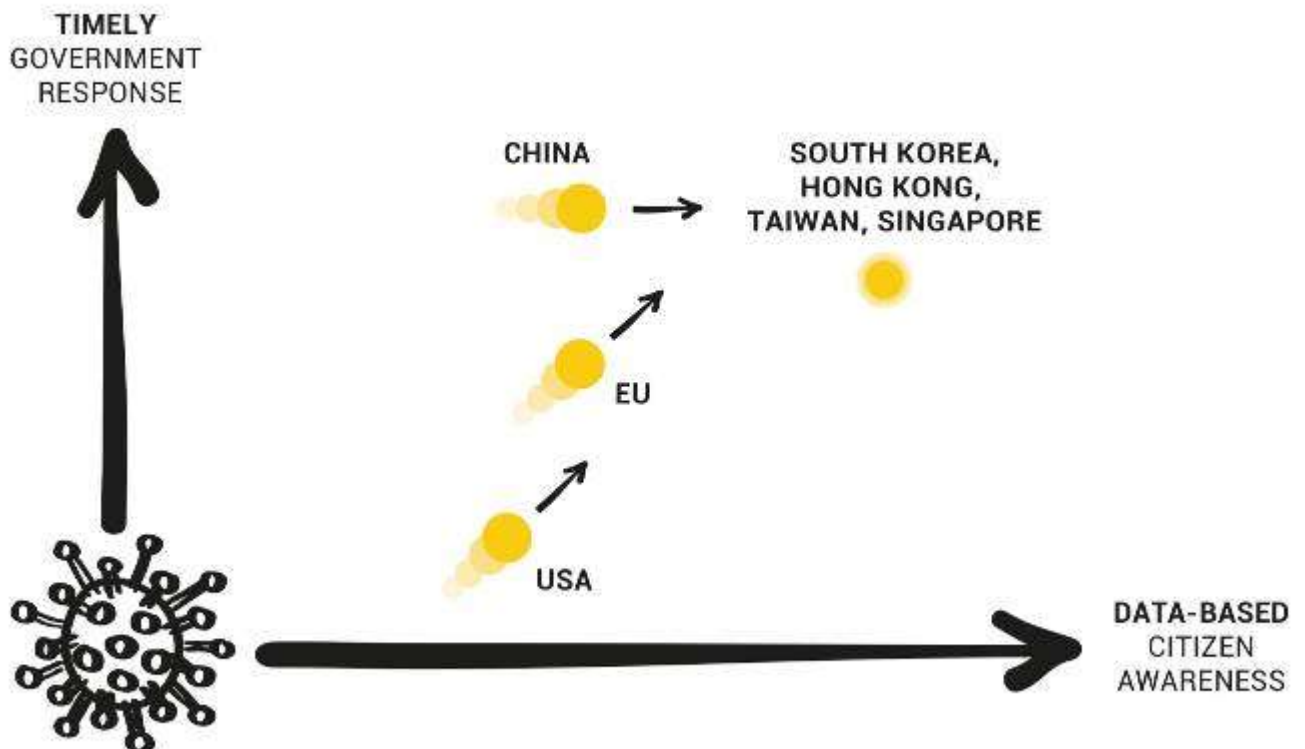 TIMELY
GOVERNMENT
RESPONSE
CHINA
SOUTH KOREA,
HONG KONG,
TAIWAN, SINGAPORE
EU
USA
DATA-BASED
CITIZEN
AWARENESS